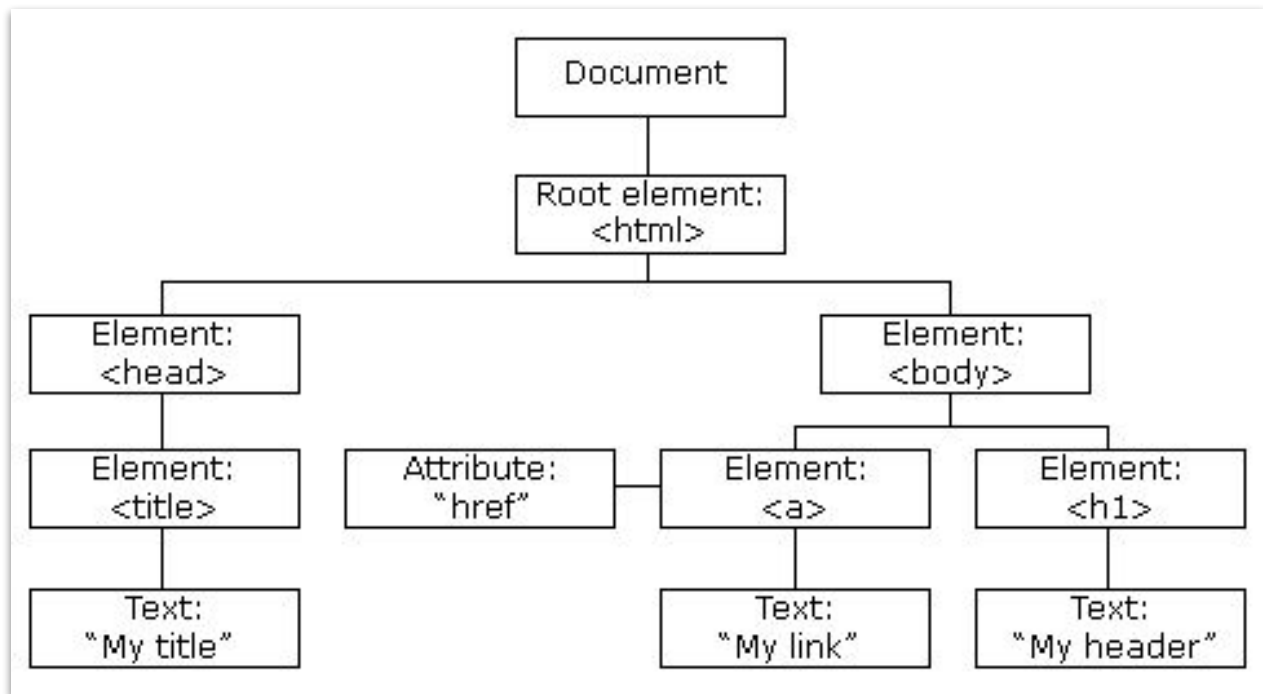 Document
Root element:
<html>
Element:
<head>
Element:
<body>
Element:
<title>
Attribute:
“href”
Element:
<a>
Element:
<h1>
Text:
“My title”
Text:
“My link”
Text:
“My header”